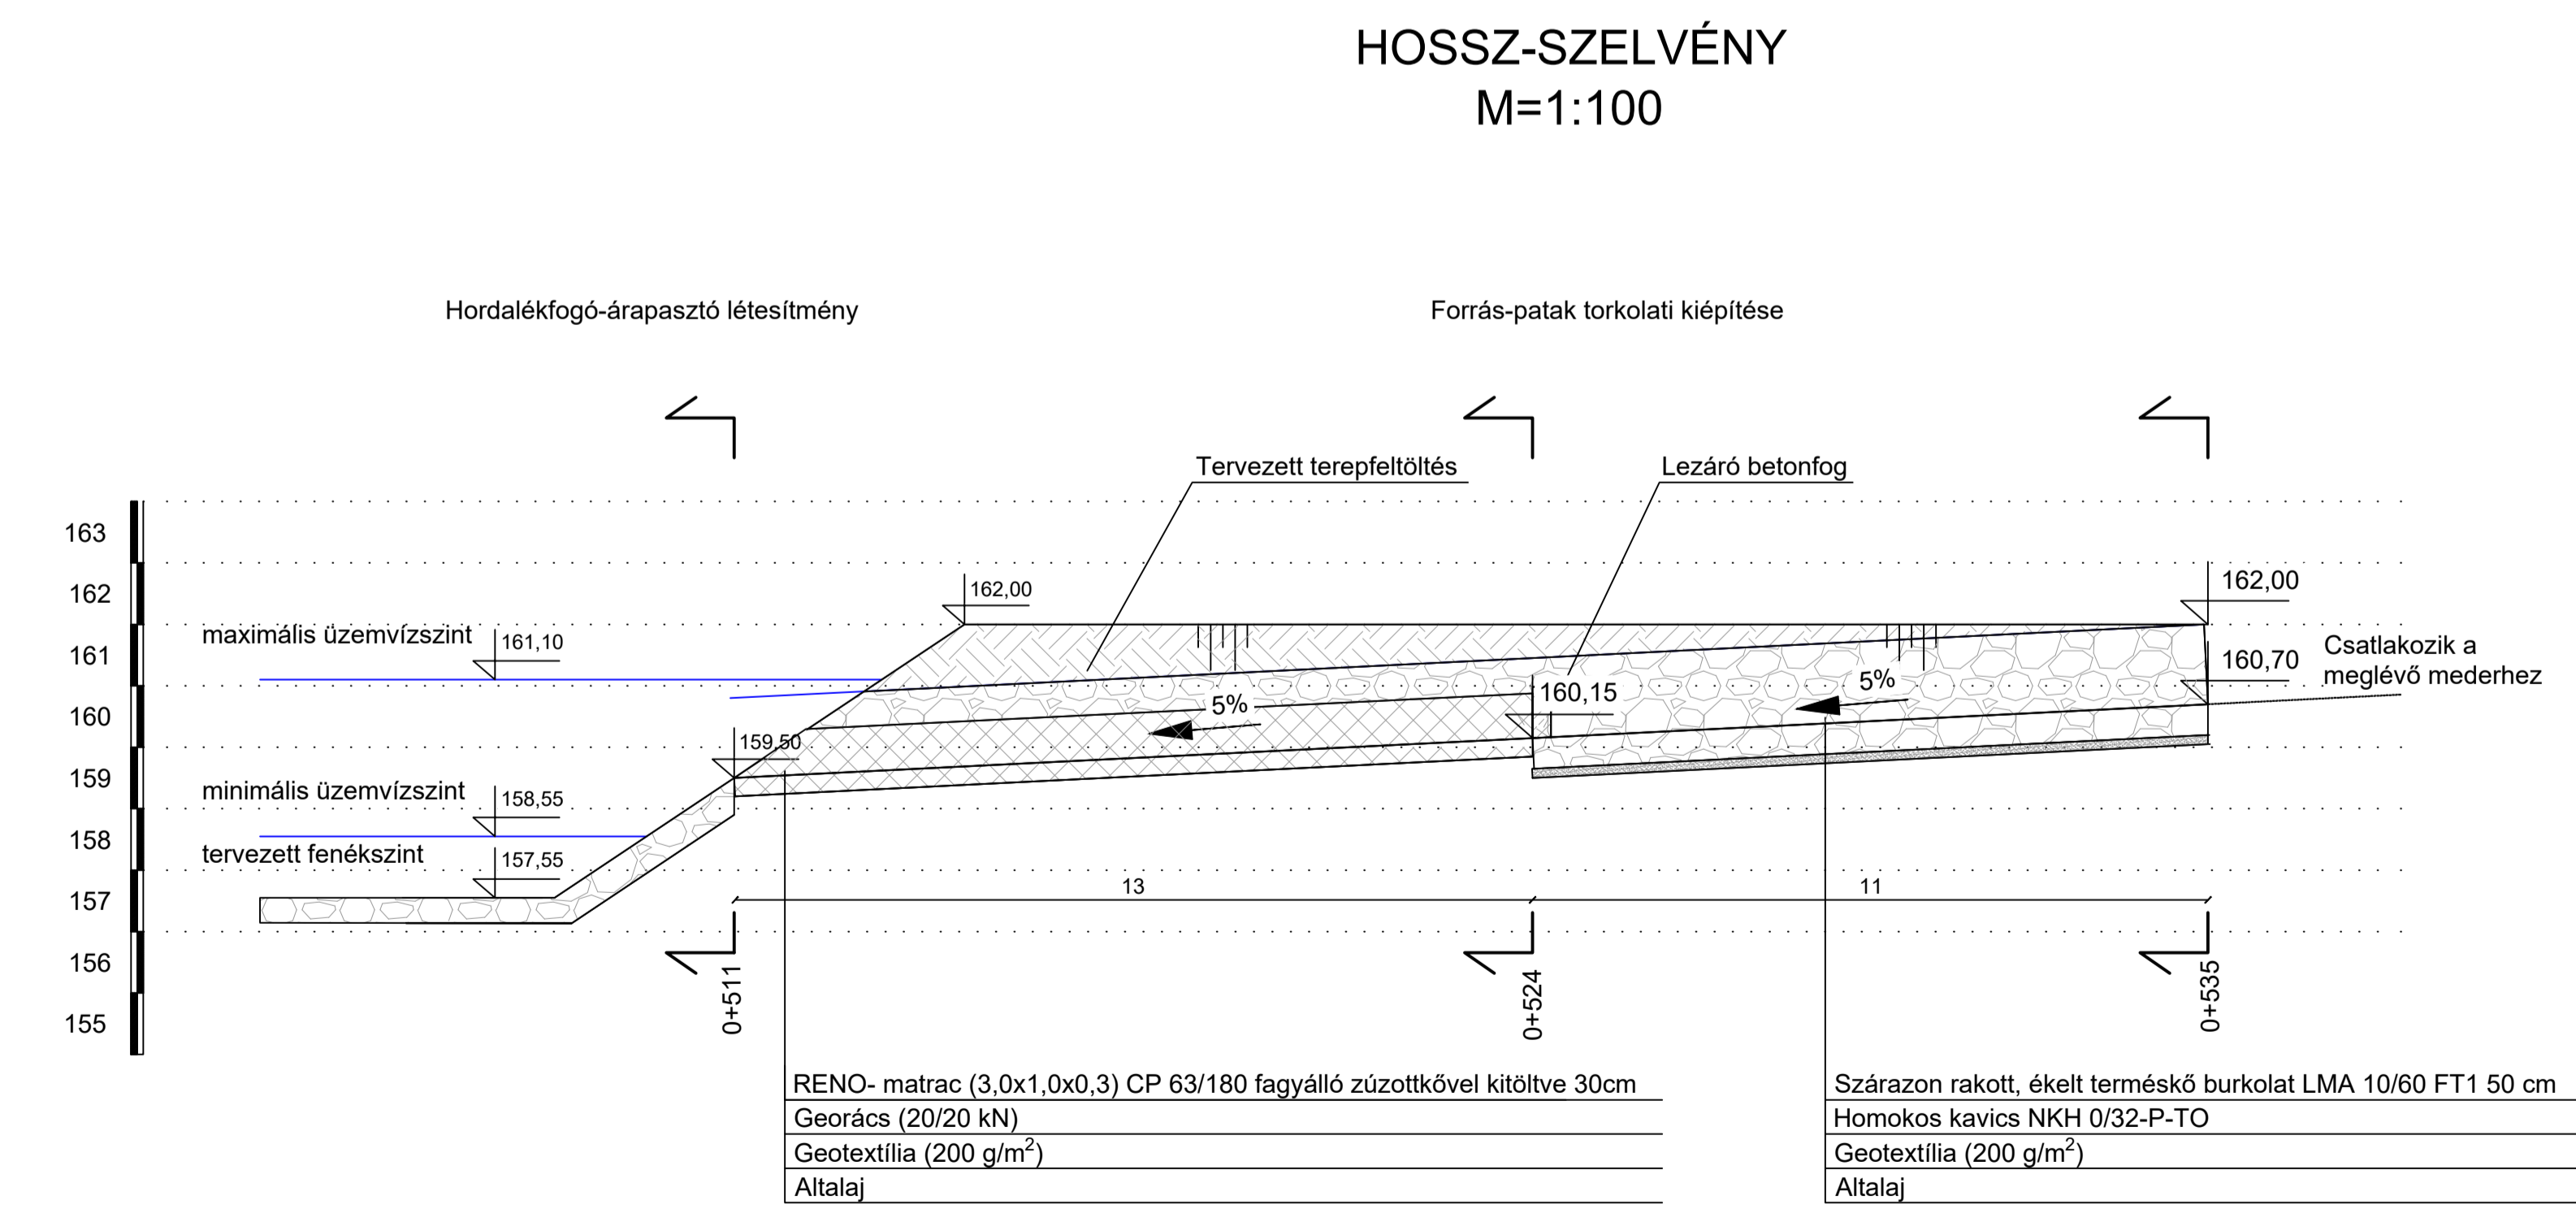 HOSSZ-SZELVÉNY
M=1:100
Hordalékfogó-árapasztó létesítmény
Forrás-patak torkolati kiépítése
Tervezett terepfeltöltés
Lezáró betonfog
163
162
161
160
159
158
157
156
155
162,00
162,00
maximális üzemvízszint
161,10
160,70
Csatlakozik a
meglévő mederhez
5%
160,15
5%
159,50
minimális üzemvízszint
158,55
tervezett fenékszint
157,55
13
11
0+511
0+524
0+535
RENO- matrac (3,0x1,0x0,3) CP 63/180 fagyálló zúzottkővel kitöltve 30cm
Georács (20/20 kN)
Geotextília (200 g/m²)
Altalaj
Szárazon rakott, ékelt terméskő burkolat LMA 10/60 FT1 50 cm
Homokos kavics NKH 0/32-P-TO
Geotextília (200 g/m²)
Altalaj